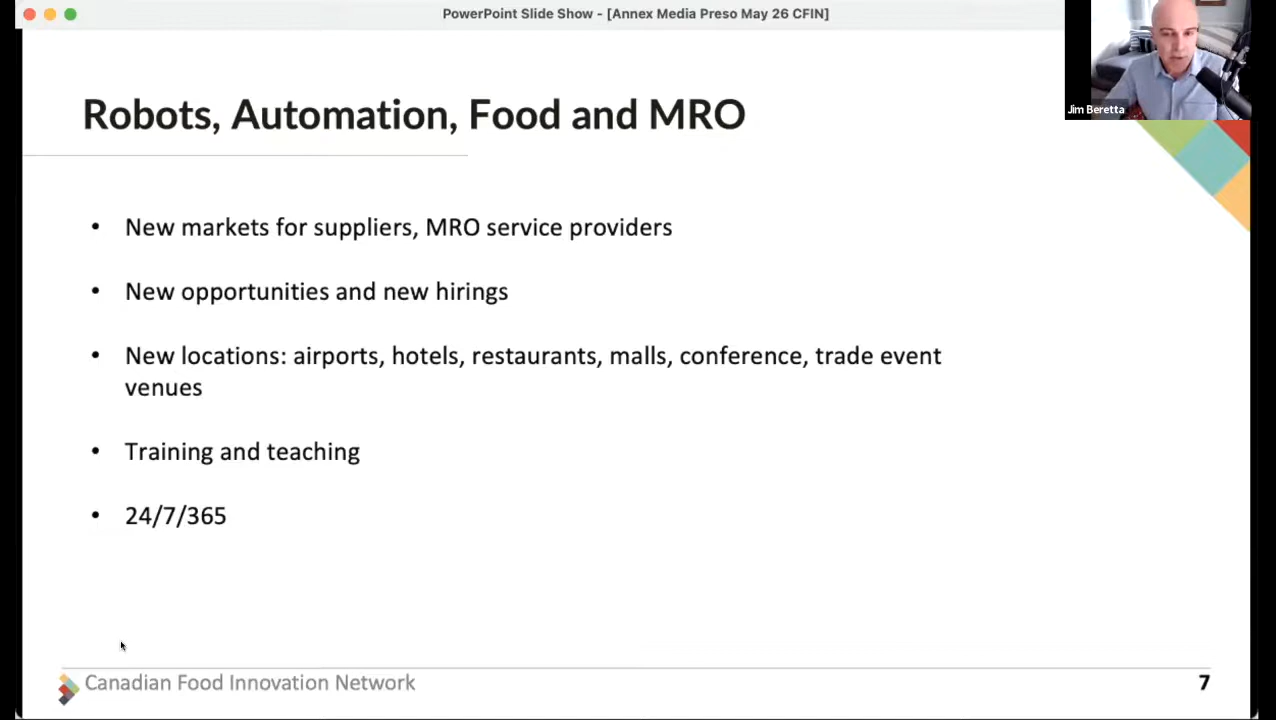 PowerPoint Slide Show - [Annex Media Preso May 26 CFIN]
Jim Beretta
Robots, Automation, Food and MRO
• New markets for suppliers, MRO service providers
• New opportunities and new hirings
• New locations: airports, hotels, restaurants, malls, conference, trade event
venues
• Training and teaching
• 24/7/365
Canadian Food Innovation Network
7